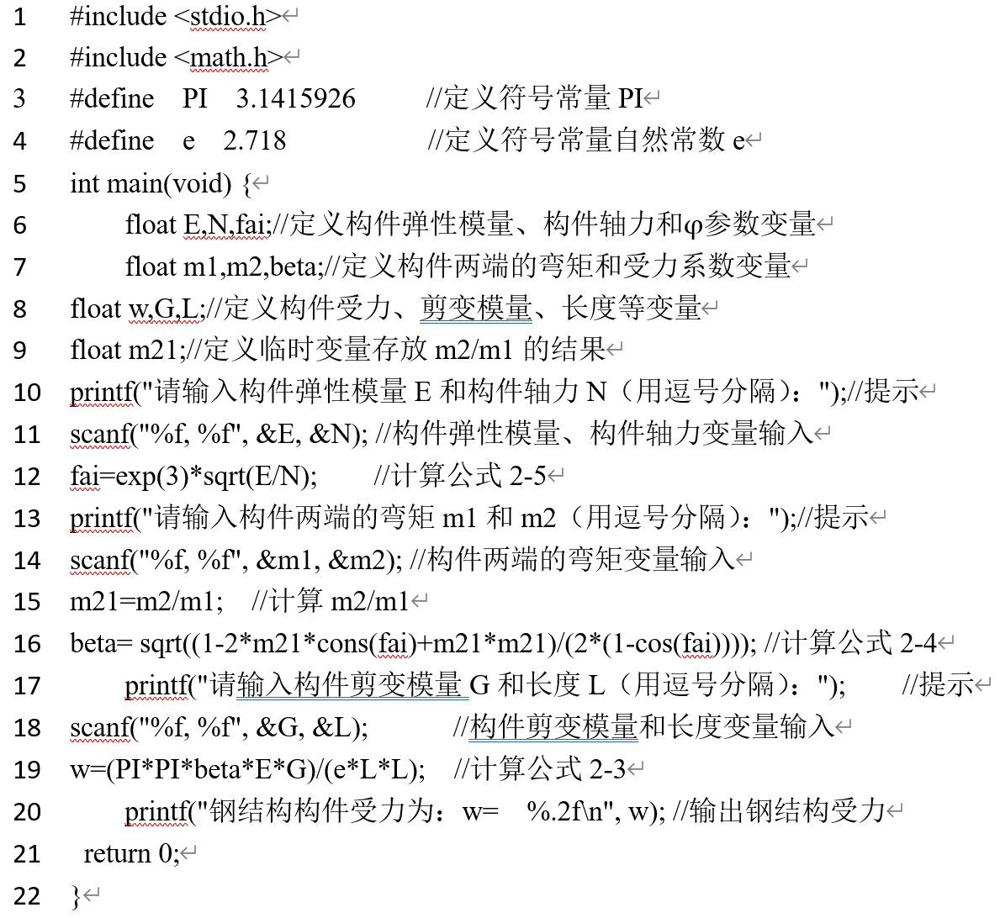 1 #include <stdio.h>↵
2 #include <math.h>↵
3 #define PI 3.1415926 //定义符号常量 PI↵
4 #define e 2.718 //定义符号常量自然常数 e↵
5 int main(void) {↵
6 float E,N,fai;//定义构件弹性模量、构件轴力和φ参数变量↵
7 float m1,m2,beta;//定义构件两端的弯矩和受力系数变量↵
8 float w,G,L;//定义构件受力、剪变模量、长度等变量↵
9 float m21;//定义临时变量存放 m2/m1 的结果↵
10 printf("请输入构件弹性模量 E 和构件轴力 N（用逗号分隔）：");//提示↵
11 scanf("%f, %f", &E, &N); //构件弹性模量、构件轴力变量输入↵
12 fai=exp(3)*sqrt(E/N); //计算公式 2-5↵
13 printf("请输入构件两端的弯矩 m1 和 m2（用逗号分隔）：");//提示↵
14 scanf("%f, %f", &m1, &m2); //构件两端的弯矩变量输入↵
15 m21=m2/m1; //计算 m2/m1↵
16 beta= sqrt((1-2*m21*cons(fai)+m21*m21)/(2*(1-cos(fai)))); //计算公式 2-4↵
17 printf("请输入构件剪变模量 G 和长度 L（用逗号分隔）："); //提示↵
18 scanf("%f, %f", &G, &L); //构件剪变模量和长度变量输入↵
19 w=(PI*PI*beta*E*G)/(e*L*L); //计算公式 2-3↵
20 printf("钢结构构件受力为：w= %.2f\n", w); //输出钢结构受力↵
21 return 0;↵
22 }↵